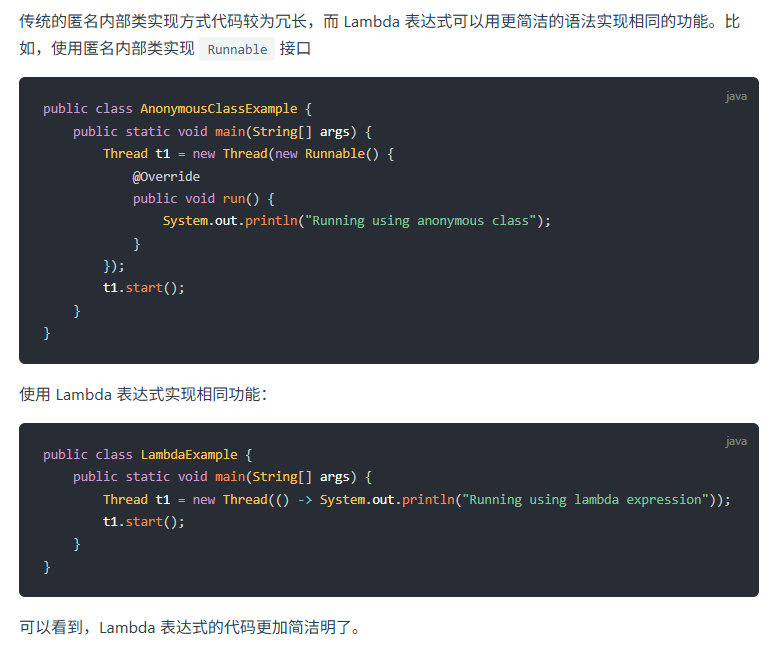 传统的匿名内部类实现方式代码较为冗长，而 Lambda 表达式可以用更简洁的语法实现相同的功能。比
如，使用匿名内部类实现 Runnable 接口
java
public class AnonymousClassExample {
    public static void main(String[] args) {
        Thread t1 = new Thread(new Runnable() {
            @Override
            public void run() {
                System.out.println("Running using anonymous class");
            }
        });
        t1.start();
    }
}
使用 Lambda 表达式实现相同功能：
java
public class LambdaExample {
    public static void main(String[] args) {
        Thread t1 = new Thread(() -> System.out.println("Running using lambda expression"));
        t1.start();
    }
}
可以看到，Lambda 表达式的代码更加简洁明了。